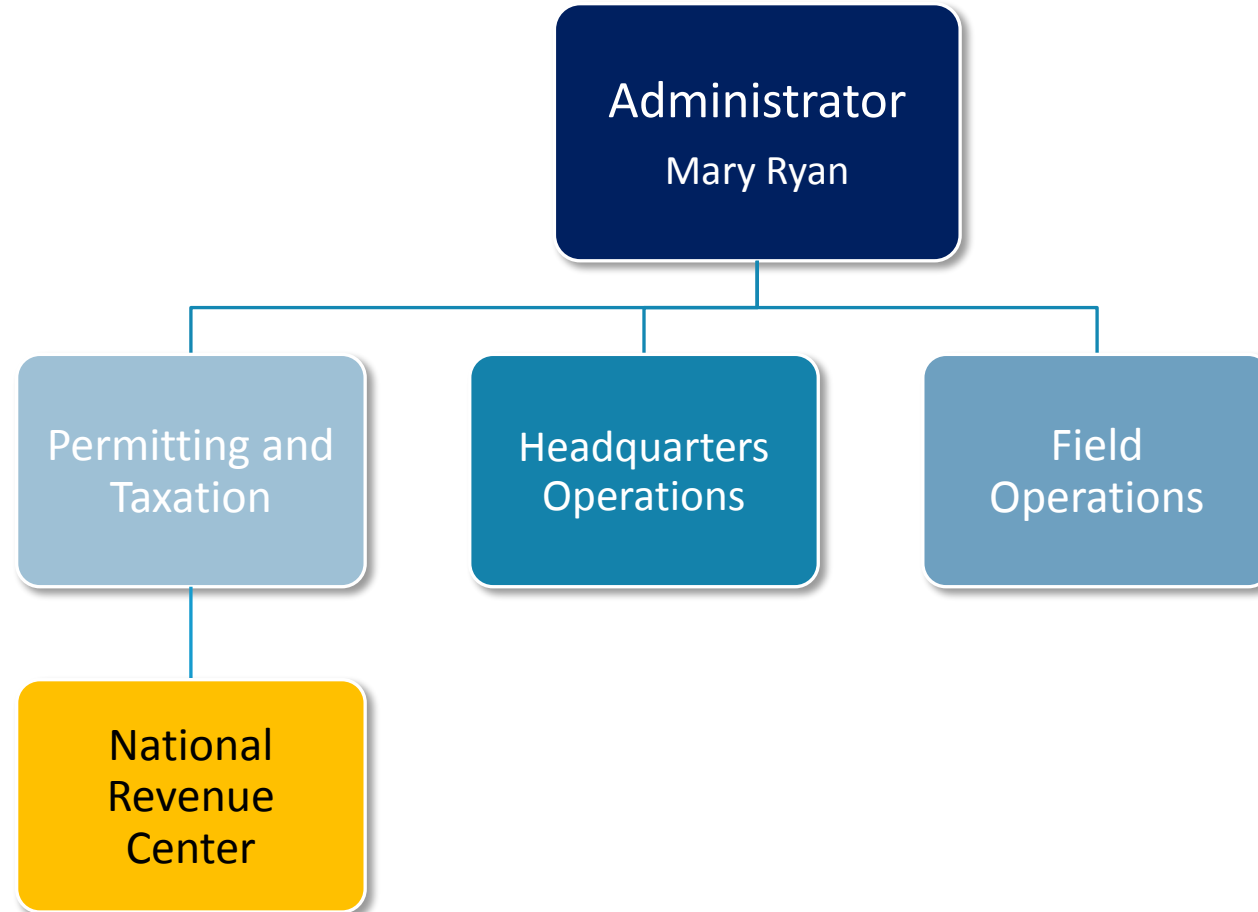 Administrator
Mary Ryan
Permitting and
Taxation
Headquarters
Operations
Field
Operations
National
Revenue
Center